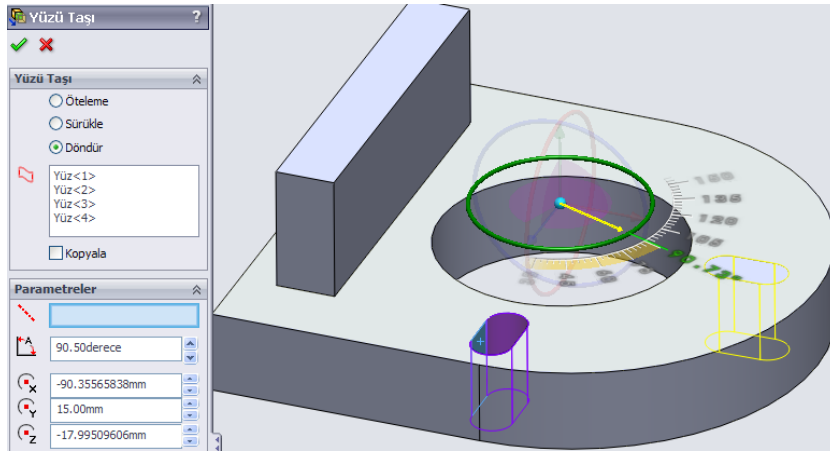 Yüzü Taşı ?
Yüzü Taşı
Öteleme
Sürükle
Döndür
Yüz<1>
Yüz<2>
Yüz<3>
Yüz<4>
Kopyala
Parametreler
A
90.50derece
X
-90.35565838mm
Y
15.00mm
Z
-17.99509606mm